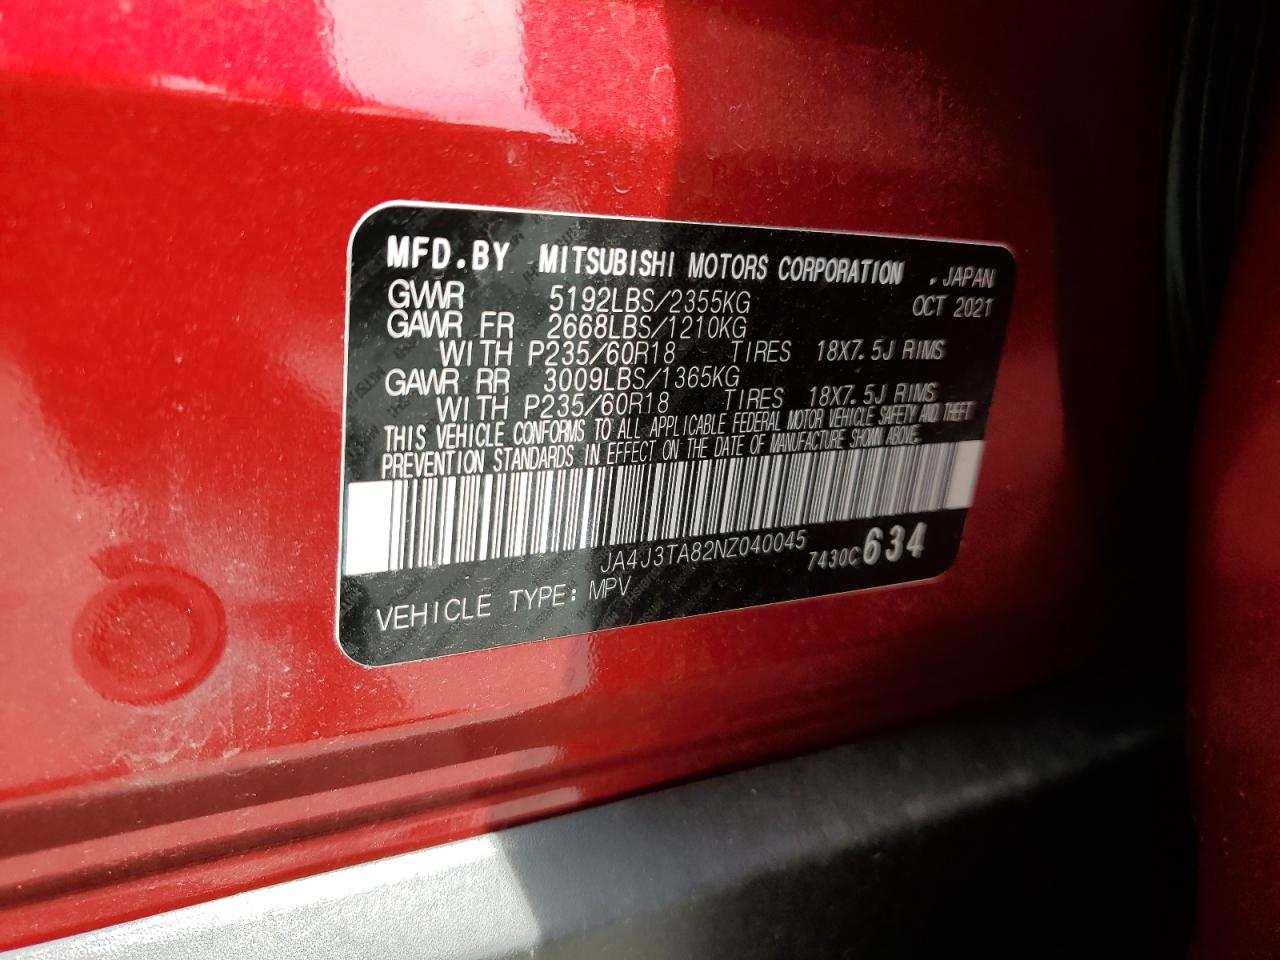 MFD.BY MITSUBISHI MOTORS CORPORATION , JAPAN
GVWR 5192LBS/2355KG OCT 2021
GAWR FR 2668LBS/1210KG
WITH P235/60R18 TIRES 18X7.5J RIMS
GAWR RR 3009LBS/1365KG
WITH P235/60R18 TIRES 18X7.5J RIMS
THIS VEHICLE CONFORMS TO ALL APPLICABLE FEDERAL MOTOR VEHICLE SAFETY AND THEFT
PREVENTION STANDARDS IN EFFECT ON THE DATE OF MANUFACTURE SHOWN ABOVE.
JA4J3TA82NZ040045
7430C634
VEHICLE TYPE: MPV